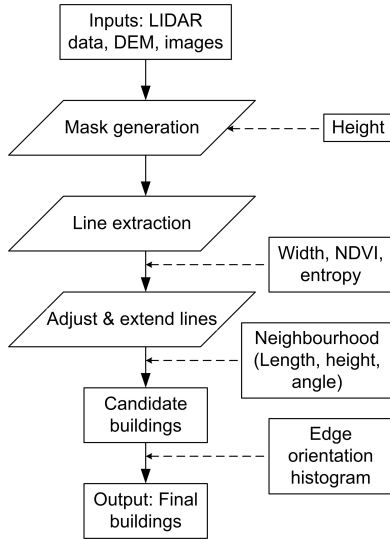 Inputs: LIDAR
data, DEM, images
Mask generation
Height
Line extraction
Width, NDVI,
entropy
Adjust & extend lines
Neighbourhood
(Length, height,
angle)
Candidate
buildings
Edge
orientation
histogram
Output: Final
buildings